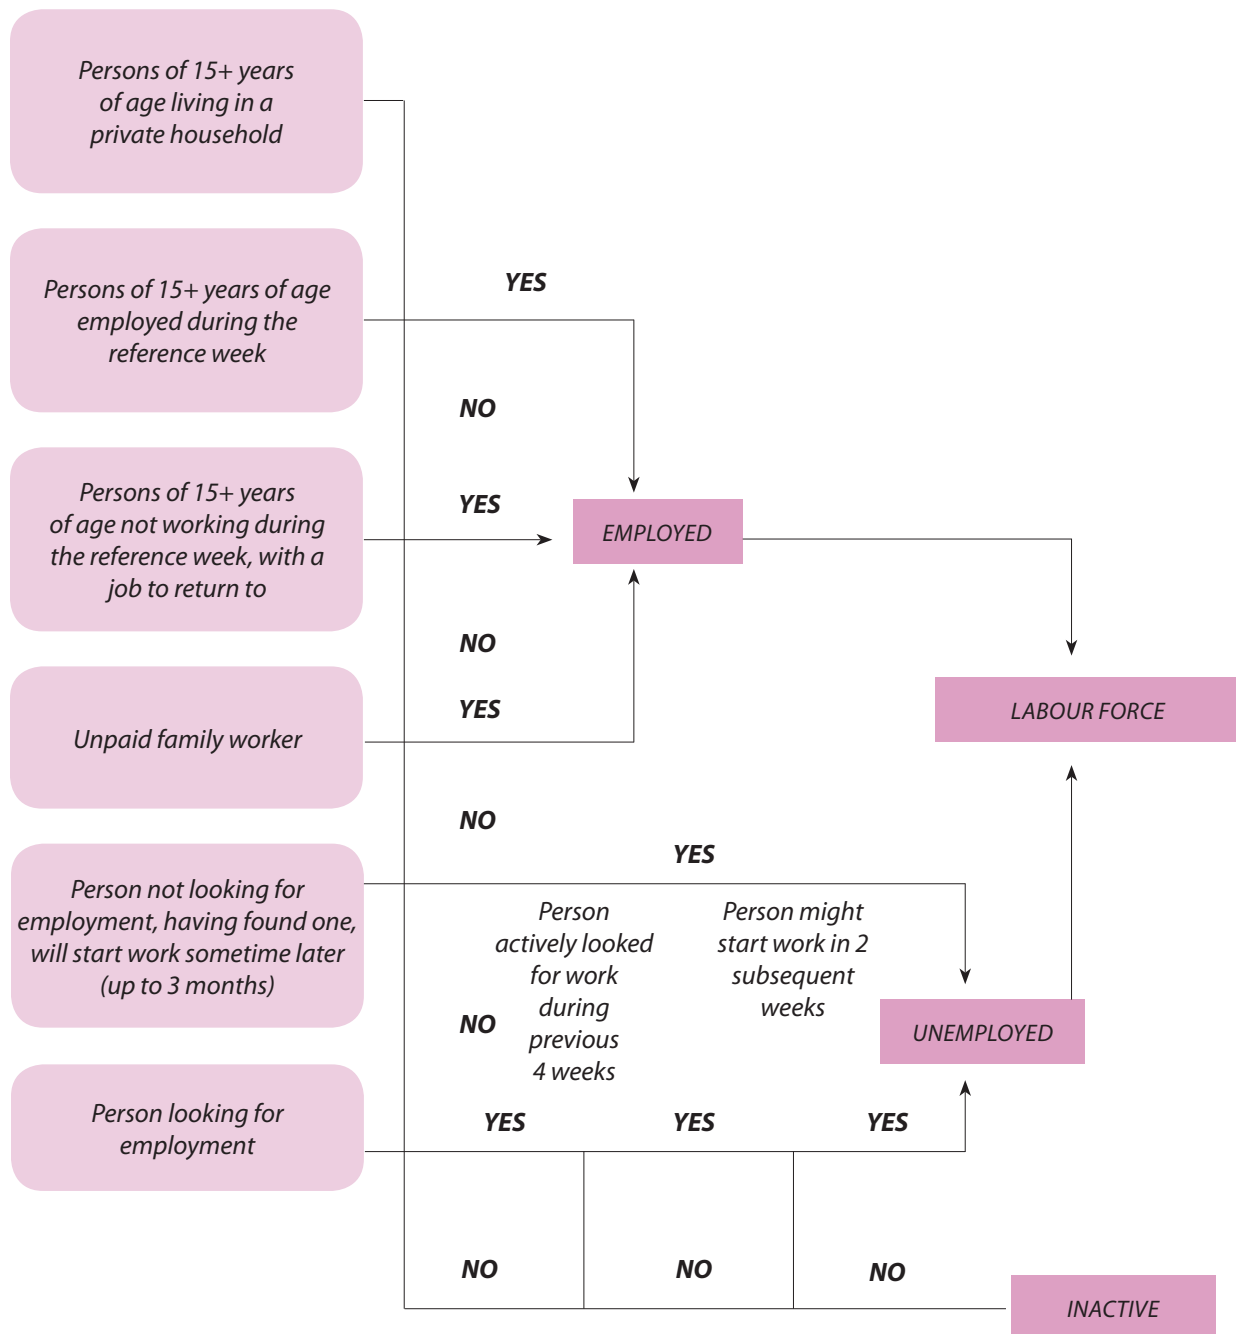 Persons of 15+ years
of age living in a
private household
Persons of 15+ years of age
employed during the
reference week
YES
NO
Persons of 15+ years
of age not working during
the reference week, with a
job to return to
YES
EMPLOYED
NO
Unpaid family worker
YES
LABOUR FORCE
NO
YES
Person not looking for
employment, having found one,
will start work sometime later
(up to 3 months)
Person
actively looked
for work
during
previous
4 weeks
Person might
start work in 2
subsequent
weeks
NO
UNEMPLOYED
Person looking for
employment
YES
YES
YES
NO
NO
NO
INACTIVE